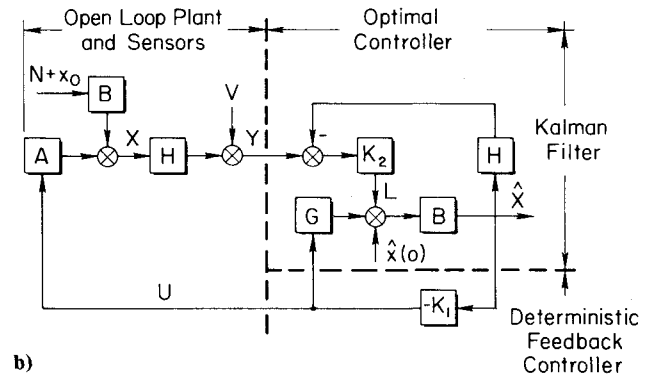 Open Loop Plant
and Sensors
Optimal
Controller
N+x₀
B
V
A
X
H
Y
-
K₂
H
Kalman
Filter
L
G
B
X̂
x̂(o)
U
-K₁
Deterministic
Feedback
Controller
b)